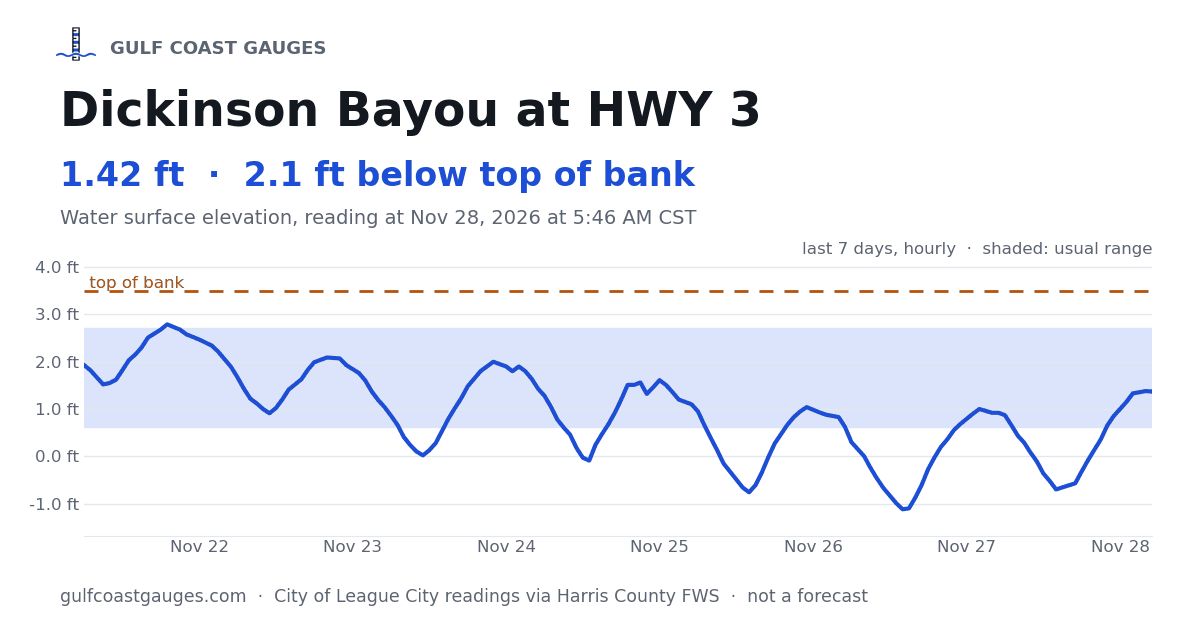 GULF COAST GAUGES
Dickinson Bayou at HWY 3
1.42 ft · 2.1 ft below top of bank
Water surface elevation, reading at Nov 28, 2026 at 5:46 AM CST
last 7 days, hourly · shaded: usual range
4.0 ft
top of bank
3.0 ft
2.0 ft
1.0 ft
0.0 ft
-1.0 ft
Nov 22 Nov 23 Nov 24 Nov 25 Nov 26 Nov 27 Nov 28
gulfcoastgauges.com · City of League City readings via Harris County FWS · not a forecast